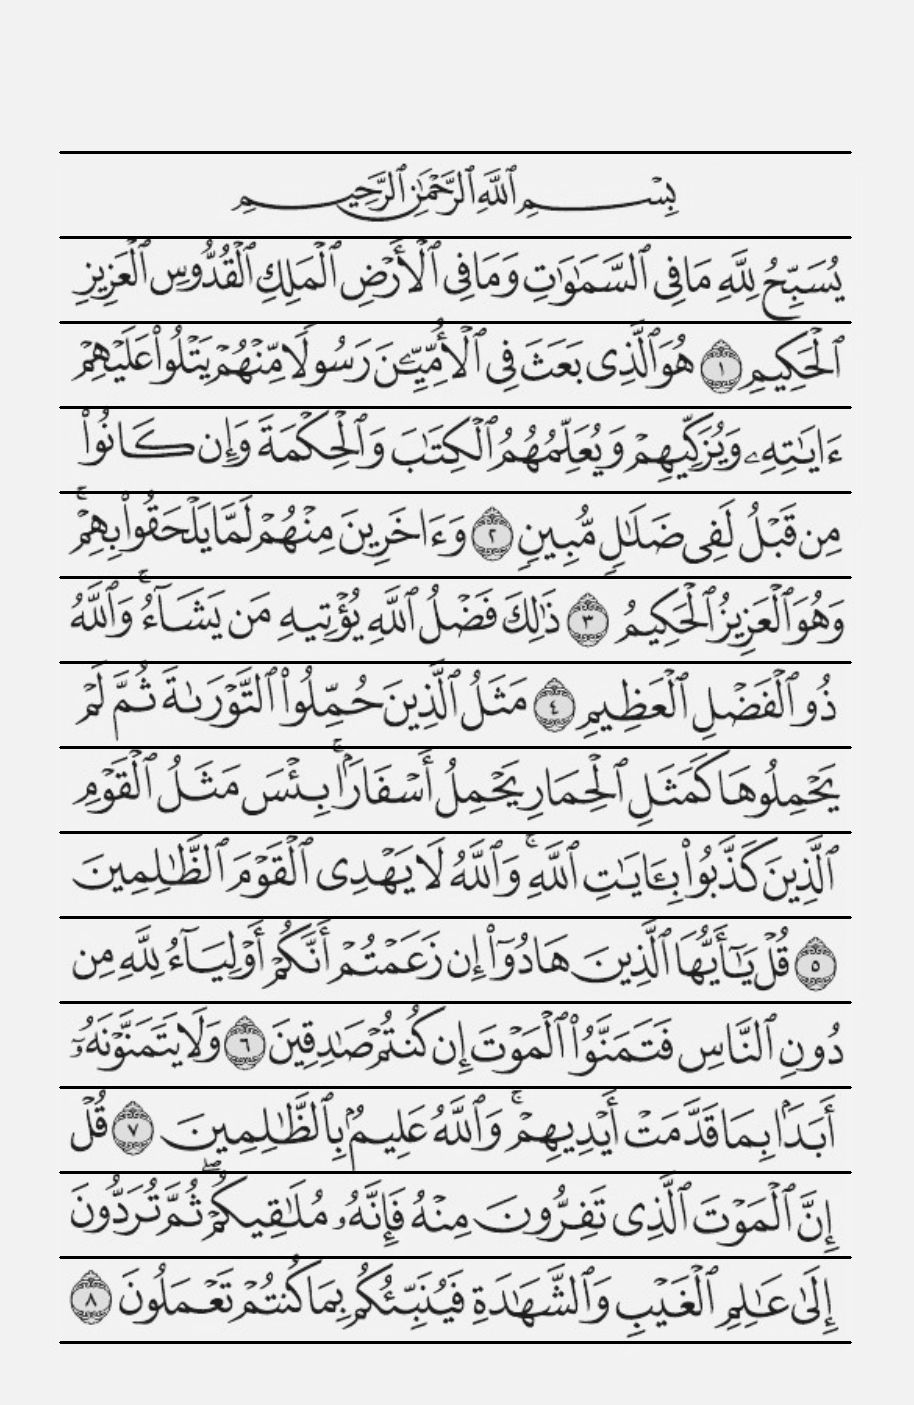 بِسْمِ ٱللَّهِ ٱلرَّحْمَٰنِ ٱلرَّحِيمِ
يُسَبِّحُ لِلَّهِ مَا فِى ٱلسَّمَٰوَٰتِ وَمَا فِى ٱلْأَرْضِ ٱلْمَلِكِ ٱلْقُدُّوسِ ٱلْعَزِيزِ
ٱلْحَكِيمِ ١ هُوَ ٱلَّذِى بَعَثَ فِى ٱلْأُمِّيِّۦنَ رَسُولًا مِّنْهُمْ يَتْلُوا۟ عَلَيْهِمْ
ءَايَٰتِهِۦ وَيُزَكِّيهِمْ وَيُعَلِّمُهُمُ ٱلْكِتَٰبَ وَٱلْحِكْمَةَ وَإِن كَانُوا۟
مِن قَبْلُ لَفِى ضَلَٰلٍ مُّبِينٍ ٢ وَءَاخَرِينَ مِنْهُمْ لَمَّا يَلْحَقُوا۟ بِهِمْ ۚ
وَهُوَ ٱلْعَزِيزُ ٱلْحَكِيمُ ٣ ذَٰلِكَ فَضْلُ ٱللَّهِ يُؤْتِيهِ مَن يَشَآءُ ۚ وَٱللَّهُ
ذُو ٱلْفَضْلِ ٱلْعَظِيمِ ٤ مَثَلُ ٱلَّذِينَ حُمِّلُوا۟ ٱلتَّوْرَىٰةَ ثُمَّ لَمْ
يَحْمِلُوهَا كَمَثَلِ ٱلْحِمَارِ يَحْمِلُ أَسْفَارًۢا ۚ بِئْسَ مَثَلُ ٱلْقَوْمِ
ٱلَّذِينَ كَذَّبُوا۟ بِـَٔايَٰتِ ٱللَّهِ ۚ وَٱللَّهُ لَا يَهْدِى ٱلْقَوْمَ ٱلظَّٰلِمِينَ
٥ قُلْ يَٰٓأَيُّهَا ٱلَّذِينَ هَادُوٓا۟ إِن زَعَمْتُمْ أَنَّكُمْ أَوْلِيَآءُ لِلَّهِ مِن
دُونِ ٱلنَّاسِ فَتَمَنَّوُا۟ ٱلْمَوْتَ إِن كُنتُمْ صَٰدِقِينَ ٦ وَلَا يَتَمَنَّوْنَهُۥٓ
أَبَدًۢا بِمَا قَدَّمَتْ أَيْدِيهِمْ ۚ وَٱللَّهُ عَلِيمٌۢ بِٱلظَّٰلِمِينَ ٧ قُلْ
إِنَّ ٱلْمَوْتَ ٱلَّذِى تَفِرُّونَ مِنْهُ فَإِنَّهُۥ مُلَٰقِيكُمْ ۖ ثُمَّ تُرَدُّونَ
إِلَىٰ عَٰلِمِ ٱلْغَيْبِ وَٱلشَّهَٰدَةِ فَيُنَبِّئُكُم بِمَا كُنتُمْ تَعْمَلُونَ ٨